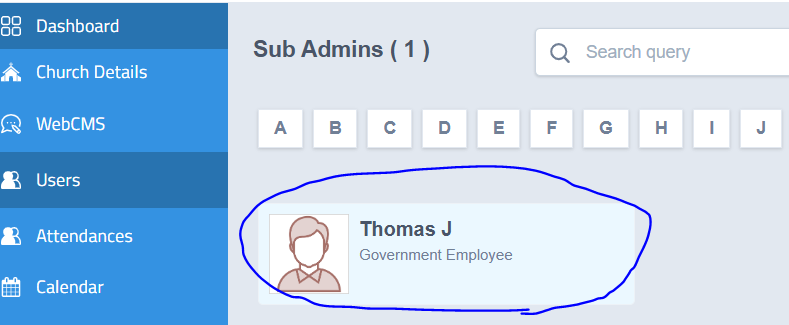 Dashboard
Church Details
WebCMS
Users
Attendances
Calendar
Sub Admins ( 1 )
Search query
A B C D E F G H I J
Thomas J
Government Employee